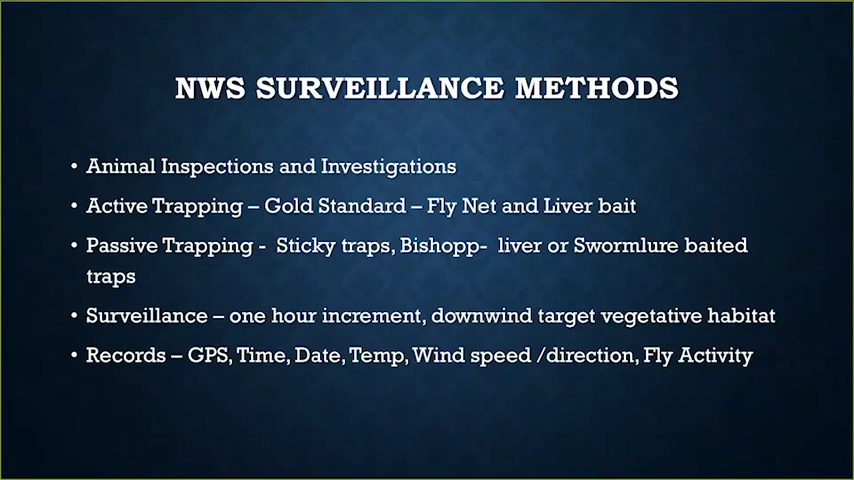 NWS SURVEILLANCE METHODS
• Animal Inspections and Investigations
• Active Trapping – Gold Standard – Fly Net and Liver bait
• Passive Trapping - Sticky traps, Bishopp- liver or Swormlure baited
traps
• Surveillance – one hour increment, downwind target vegetative habitat
• Records – GPS, Time, Date, Temp, Wind speed /direction, Fly Activity